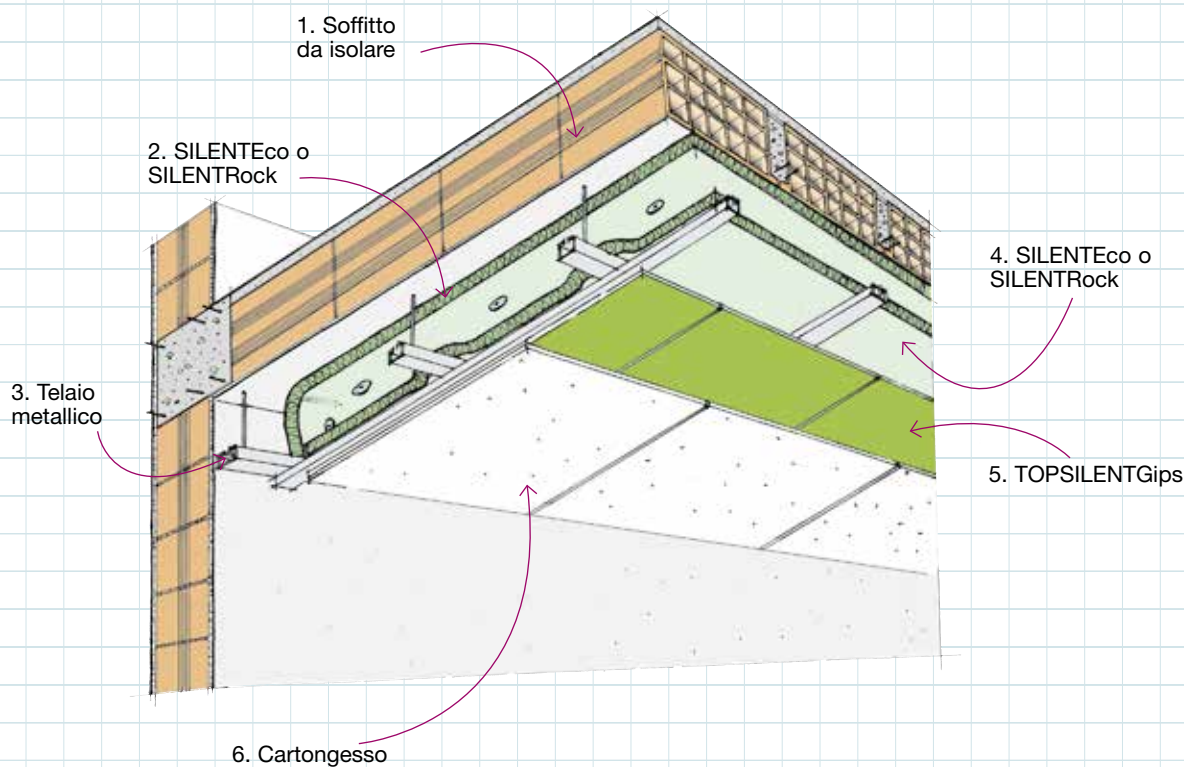 1. Soffitto
da isolare
2. SILENTEco o
SILENTRock
3. Telaio
metallico
4. SILENTEco o
SILENTRock
5. TOPSILENTGips
6. Cartongesso